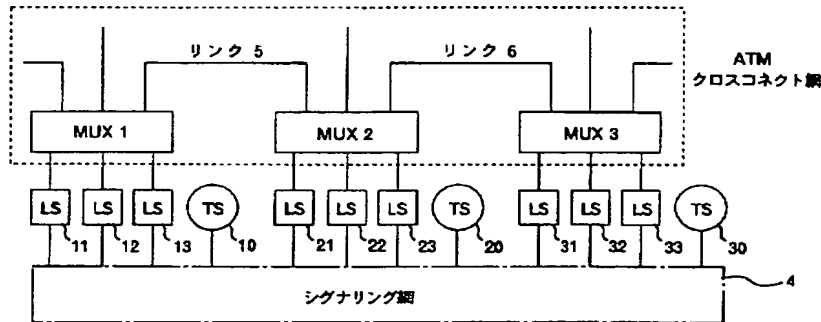 リンク 5
リンク 6
ATM
クロスコネクト網
MUX 1
MUX 2
MUX 3
LS
LS
LS
TS
LS
LS
LS
TS
LS
LS
LS
TS
11
12
13
10
21
22
23
20
31
32
33
30
4
シグナリング網